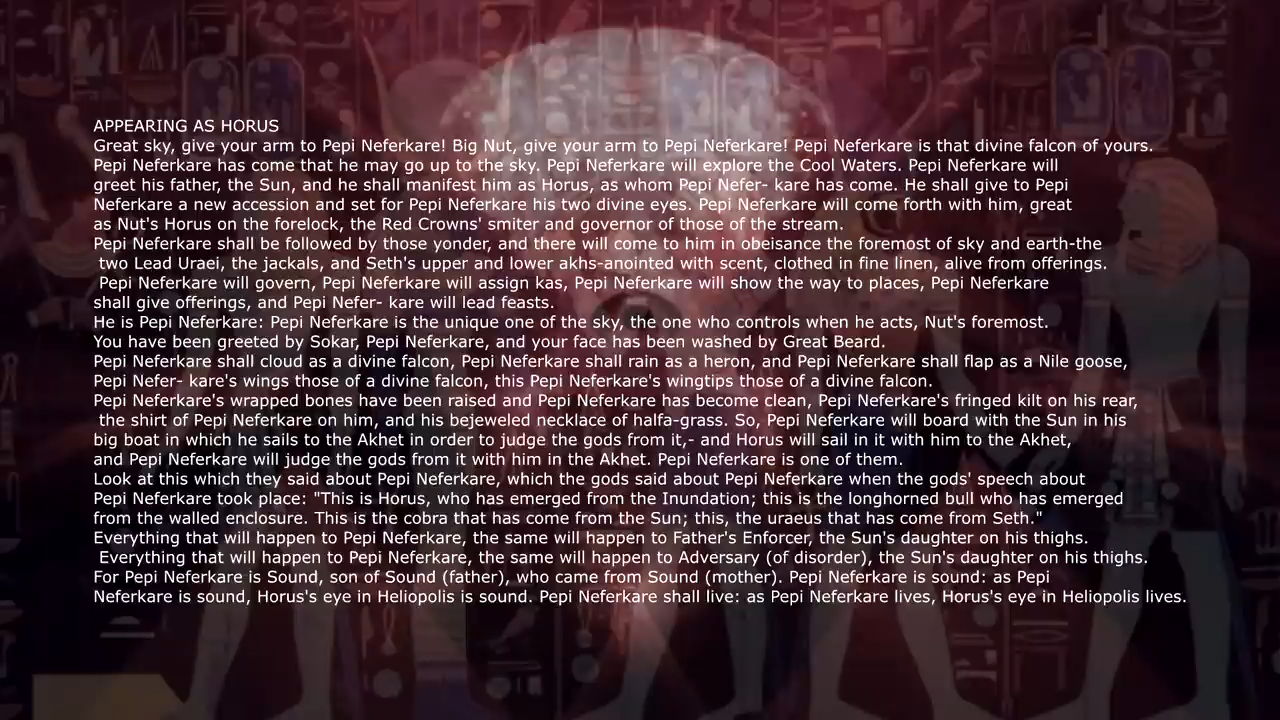 APPEARING AS HORUS
Great sky, give your arm to Pepi Neferkare! Big Nut, give your arm to Pepi Neferkare! Pepi Neferkare is that divine falcon of yours.
Pepi Neferkare has come that he may go up to the sky. Pepi Neferkare will explore the Cool Waters. Pepi Neferkare will
greet his father, the Sun, and he shall manifest him as Horus, as whom Pepi Nefer- kare has come. He shall give to Pepi
Neferkare a new accession and set for Pepi Neferkare his two divine eyes. Pepi Neferkare will come forth with him, great
as Nut's Horus on the forelock, the Red Crowns' smiter and governor of those of the stream.
Pepi Neferkare shall be followed by those yonder, and there will come to him in obeisance the foremost of sky and earth-the
two Lead Uraei, the jackals, and Seth's upper and lower akhs-anointed with scent, clothed in fine linen, alive from offerings.
Pepi Neferkare will govern, Pepi Neferkare will assign kas, Pepi Neferkare will show the way to places, Pepi Neferkare
shall give offerings, and Pepi Nefer- kare will lead feasts.
He is Pepi Neferkare: Pepi Neferkare is the unique one of the sky, the one who controls when he acts, Nut's foremost.
You have been greeted by Sokar, Pepi Neferkare, and your face has been washed by Great Beard.
Pepi Neferkare shall cloud as a divine falcon, Pepi Neferkare shall rain as a heron, and Pepi Neferkare shall flap as a Nile goose,
Pepi Nefer- kare's wings those of a divine falcon, this Pepi Neferkare's wingtips those of a divine falcon.
Pepi Neferkare's wrapped bones have been raised and Pepi Neferkare has become clean, Pepi Neferkare's fringed kilt on his rear,
the shirt of Pepi Neferkare on him, and his bejeweled necklace of halfa-grass. So, Pepi Neferkare will board with the Sun in his
big boat in which he sails to the Akhet in order to judge the gods from it,- and Horus will sail in it with him to the Akhet,
and Pepi Neferkare will judge the gods from it with him in the Akhet. Pepi Neferkare is one of them.
Look at this which they said about Pepi Neferkare, which the gods said about Pepi Neferkare when the gods' speech about
Pepi Neferkare took place: "This is Horus, who has emerged from the Inundation; this is the longhorned bull who has emerged
from the walled enclosure. This is the cobra that has come from the Sun; this, the uraeus that has come from Seth."
Everything that will happen to Pepi Neferkare, the same will happen to Father's Enforcer, the Sun's daughter on his thighs.
Everything that will happen to Pepi Neferkare, the same will happen to Adversary (of disorder), the Sun's daughter on his thighs.
For Pepi Neferkare is Sound, son of Sound (father), who came from Sound (mother). Pepi Neferkare is sound: as Pepi
Neferkare is sound, Horus's eye in Heliopolis is sound. Pepi Neferkare shall live: as Pepi Neferkare lives, Horus's eye in Heliopolis lives.